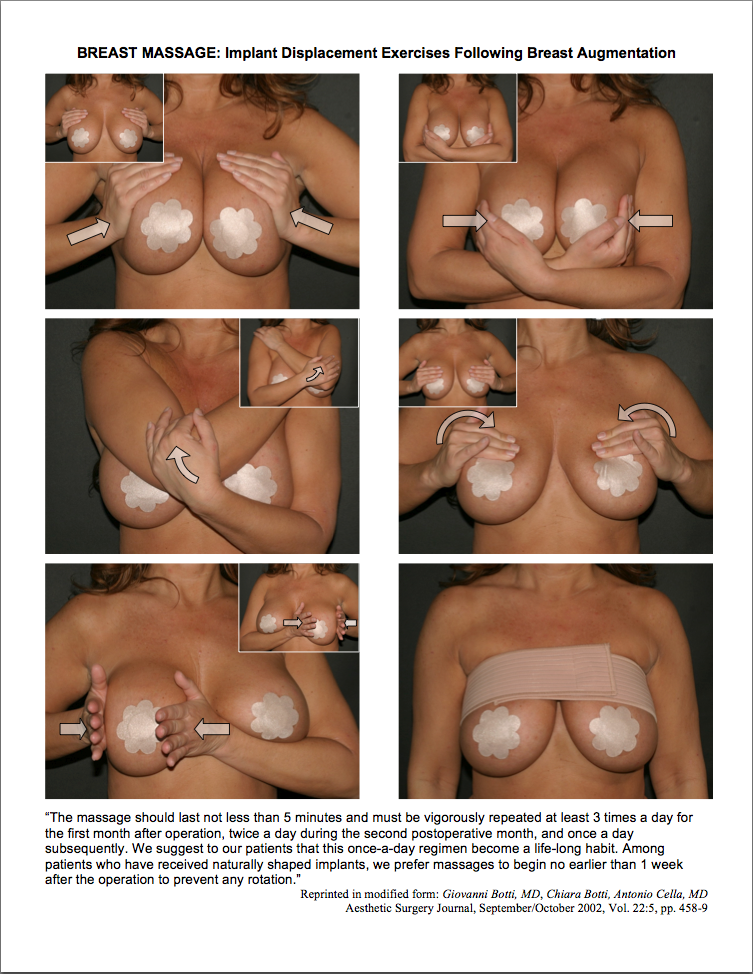 BREAST MASSAGE: Implant Displacement Exercises Following Breast Augmentation
“The massage should last not less than 5 minutes and must be vigorously repeated at least 3 times a day for
the first month after operation, twice a day during the second postoperative month, and once a day
subsequently. We suggest to our patients that this once-a-day regimen become a life-long habit. Among
patients who have received naturally shaped implants, we prefer massages to begin no earlier than 1 week
after the operation to prevent any rotation.”
Reprinted in modified form: Giovanni Botti, MD, Chiara Botti, Antonio Cella, MD
Aesthetic Surgery Journal, September/October 2002, Vol. 22:5, pp. 458-9